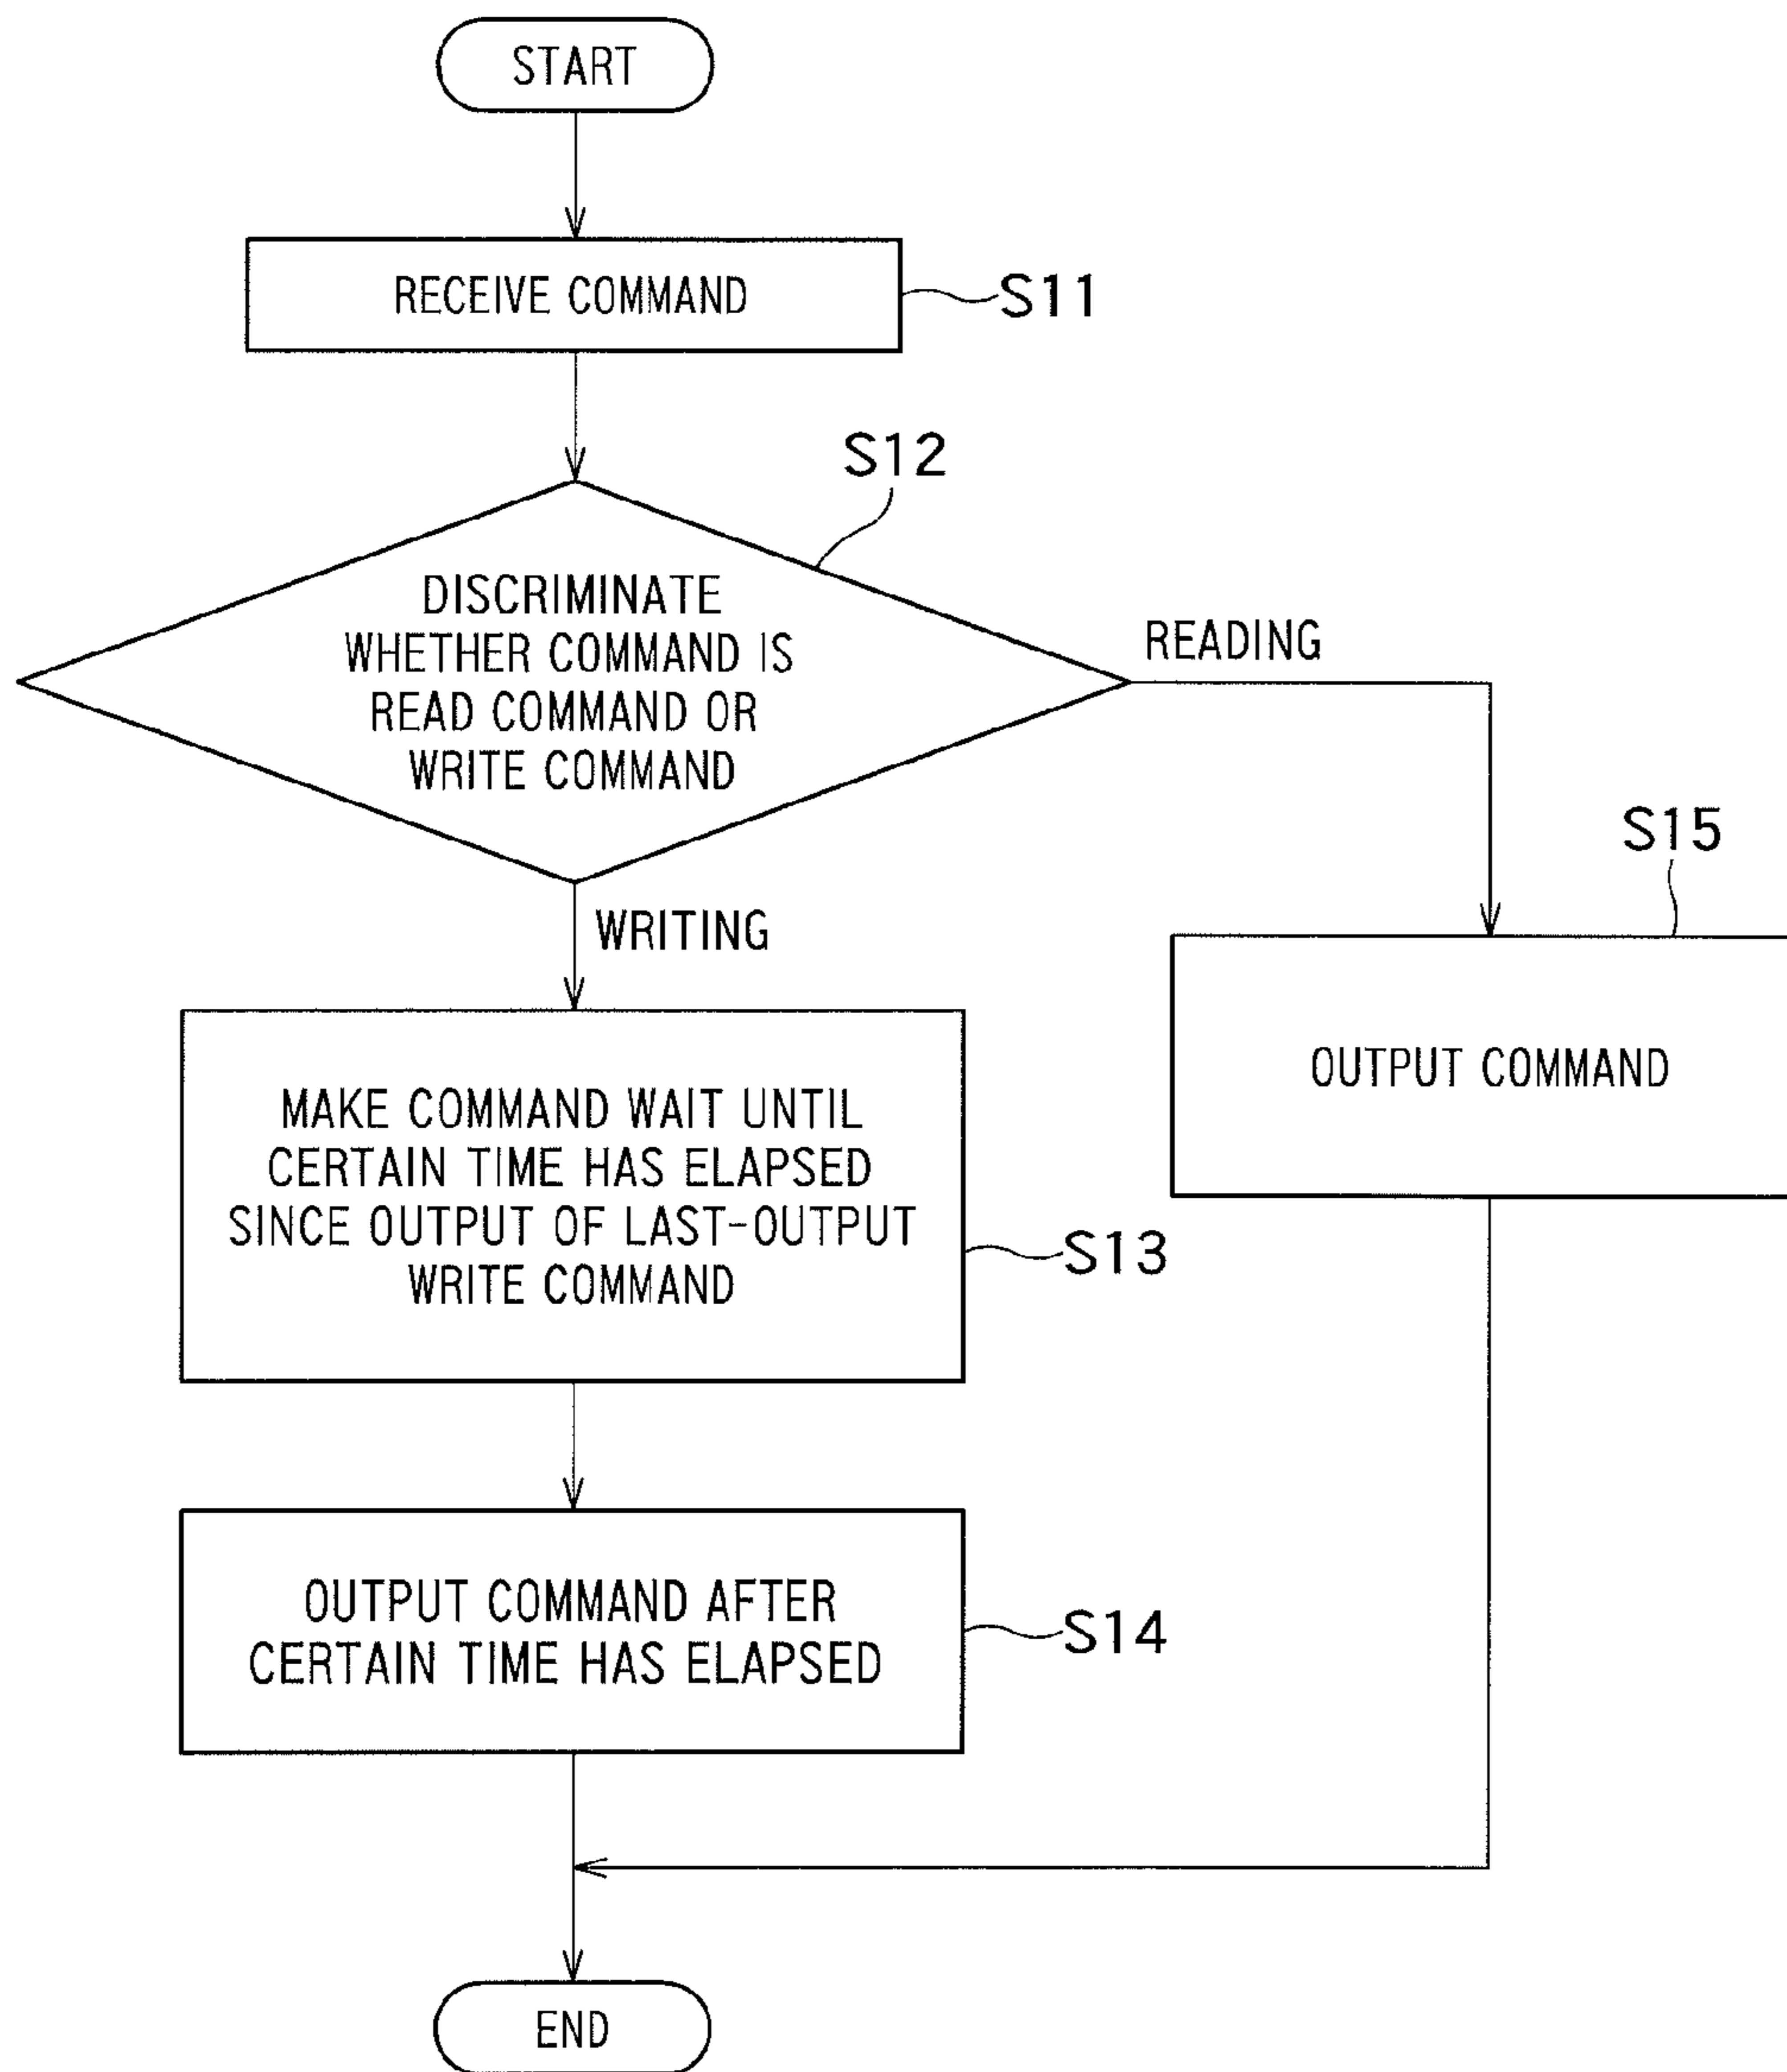 START
RECEIVE COMMAND
S11
S12
DISCRIMINATE
WHETHER COMMAND IS
READ COMMAND OR
WRITE COMMAND
READING
WRITING
S15
OUTPUT COMMAND
MAKE COMMAND WAIT UNTIL
CERTAIN TIME HAS ELAPSED
SINCE OUTPUT OF LAST-OUTPUT
WRITE COMMAND
S13
OUTPUT COMMAND AFTER
CERTAIN TIME HAS ELAPSED
S14
END